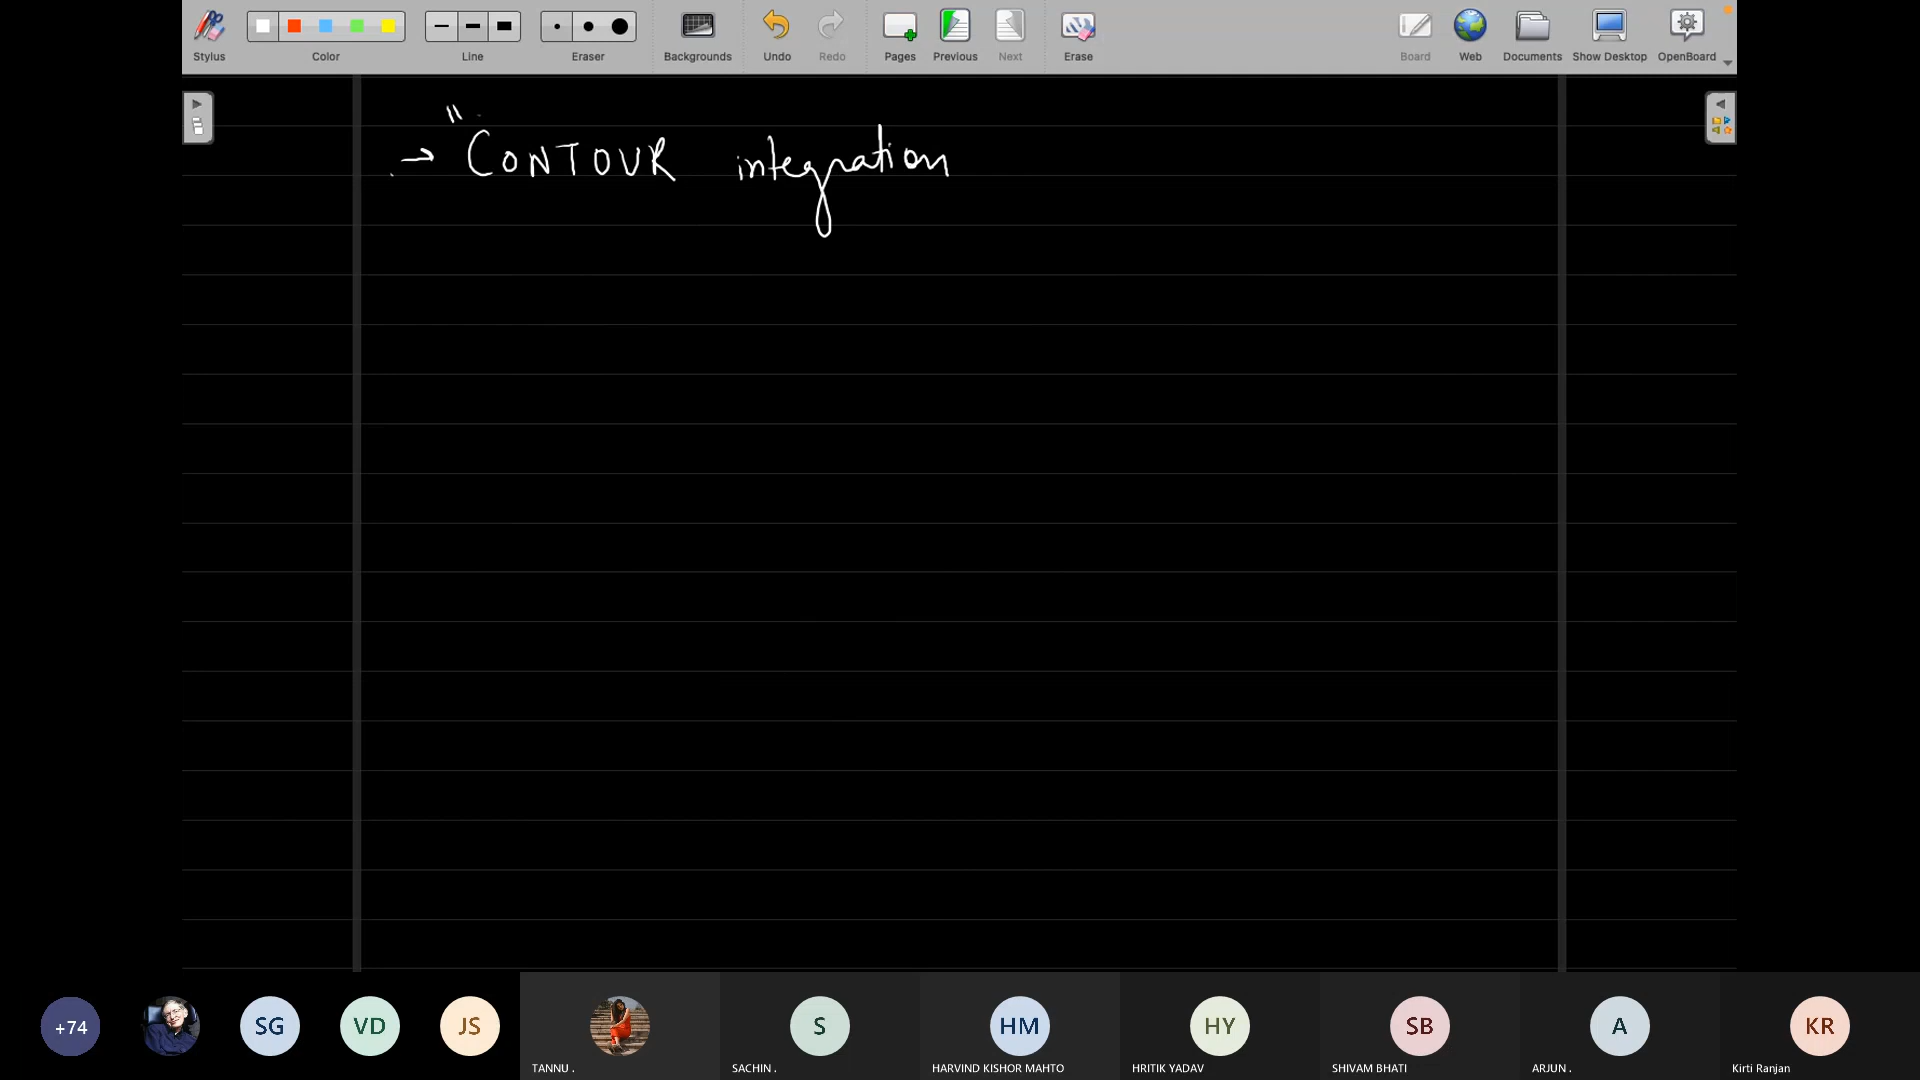 Stylus Color Line Eraser Backgrounds Undo Redo Pages Previous Next Erase Board Web Documents Show Desktop OpenBoard
→ "CONTOUR integration
+74 SG VD JS S HM HY SB A KR
TANNU . SACHIN . HARVIND KISHOR MAHTO HRITIK YADAV SHIVAM BHATI ARJUN . Kirti Ranjan